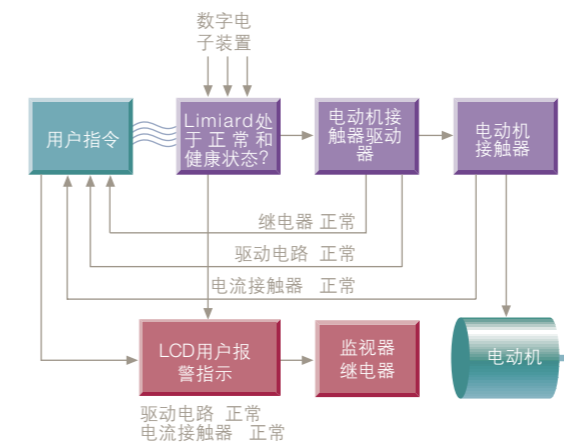 数字电
子装置
用户指令
Limiard处
于正常和
健康状态?
电动机接
触器驱动
器
电动机
接触器
继电器 正常
驱动电路 正常
电流接触器 正常
LCD用户报
警指示
监视器
继电器
电动机
驱动电路 正常
电流接触器 正常